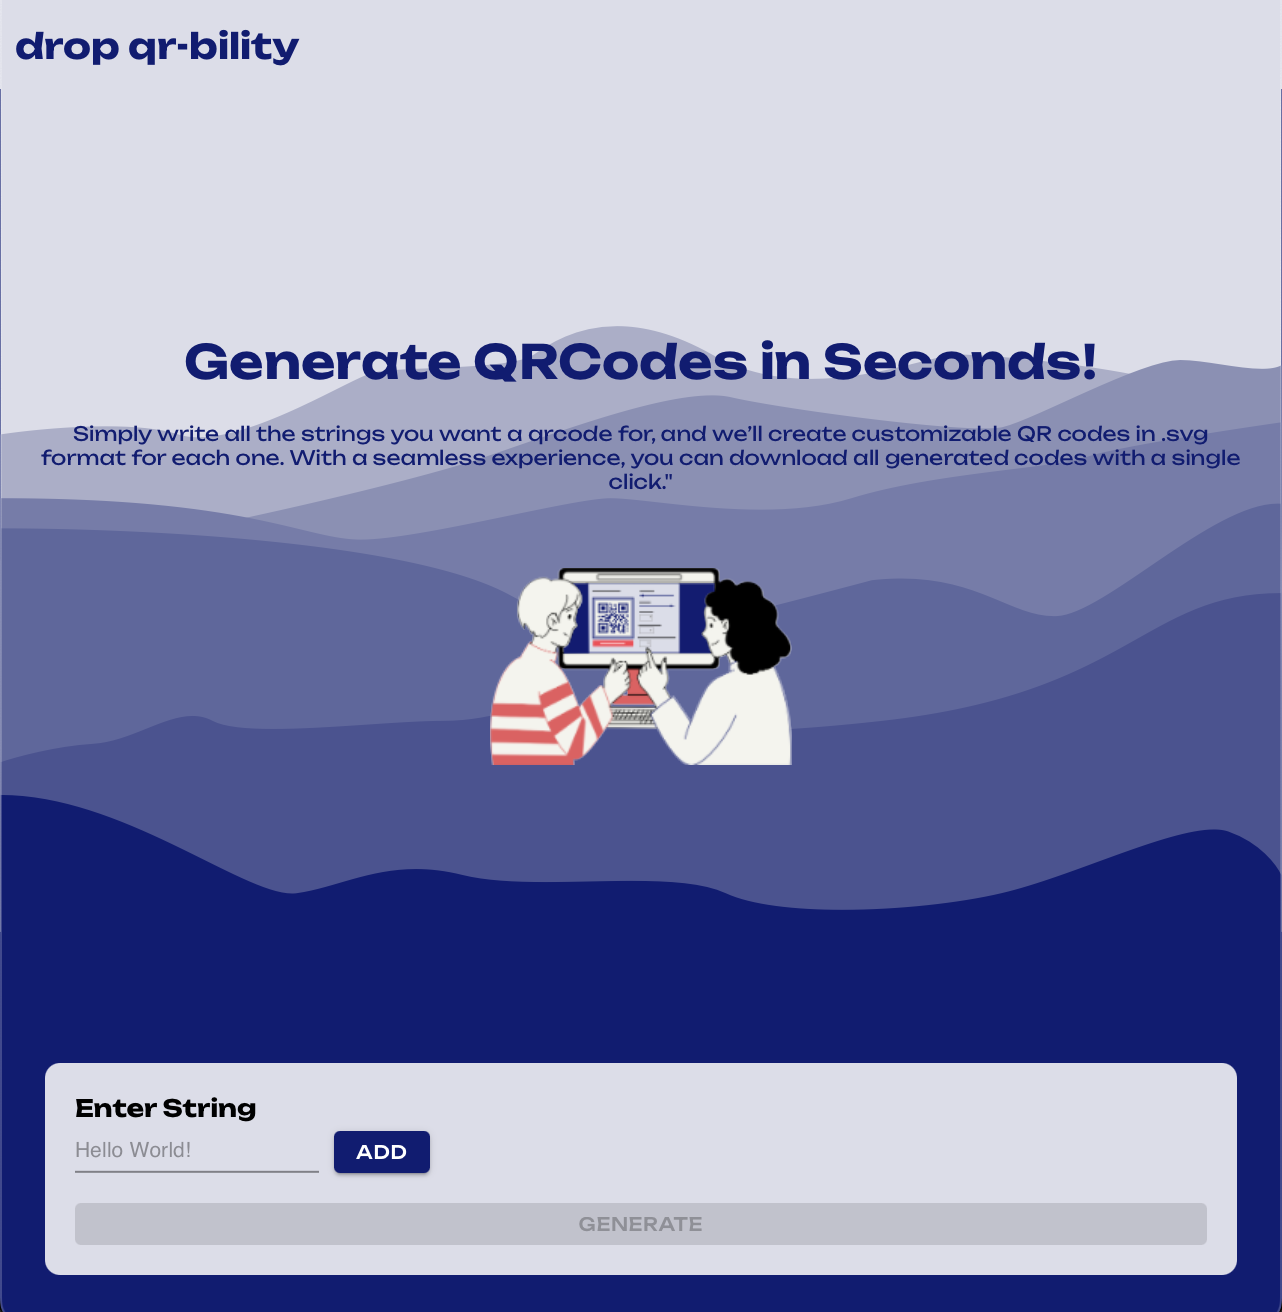 drop qr-bility
Generate QRCodes in Seconds!
Simply write all the strings you want a qrcode for, and we’ll create customizable QR codes in .svg
format for each one. With a seamless experience, you can download all generated codes with a single
click."
Enter String
Hello World!
ADD
GENERATE